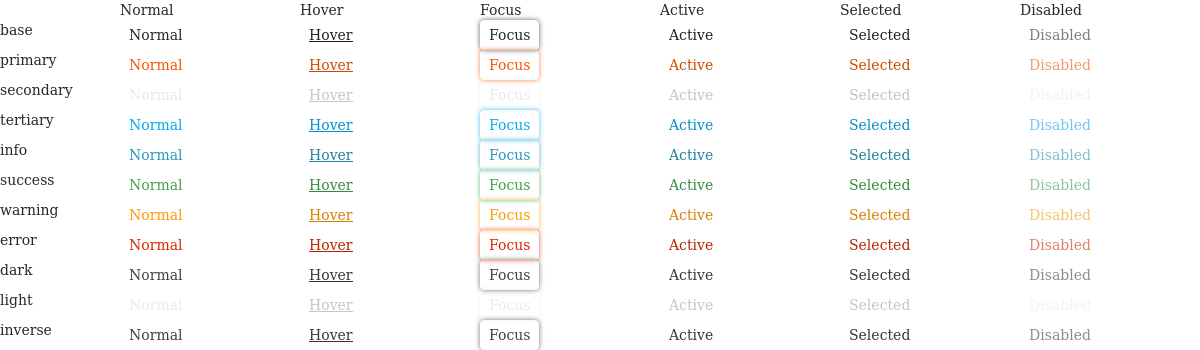 Normal Hover Focus Active Selected Disabled
base Normal Hover Focus Active Selected Disabled
primary Normal Hover Focus Active Selected Disabled
secondary Normal Hover Focus Active Selected Disabled
tertiary Normal Hover Focus Active Selected Disabled
info Normal Hover Focus Active Selected Disabled
success Normal Hover Focus Active Selected Disabled
warning Normal Hover Focus Active Selected Disabled
error Normal Hover Focus Active Selected Disabled
dark Normal Hover Focus Active Selected Disabled
light Normal Hover Focus Active Selected Disabled
inverse Normal Hover Focus Active Selected Disabled